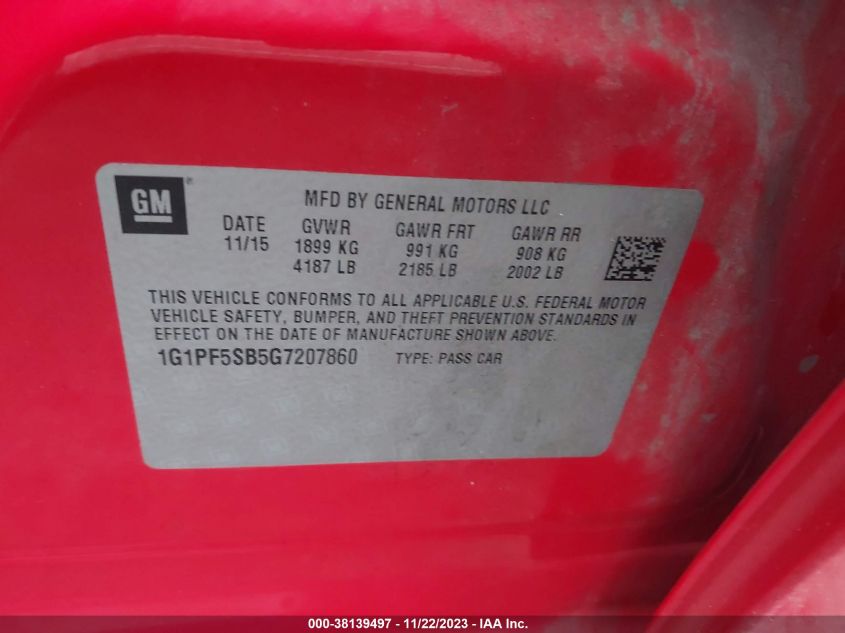 GM
MFD BY GENERAL MOTORS LLC
DATE GVWR GAWR FRT GAWR RR
11/15 1899 KG 991 KG 908 KG
4187 LB 2185 LB 2002 LB
THIS VEHICLE CONFORMS TO ALL APPLICABLE U.S. FEDERAL MOTOR
VEHICLE SAFETY, BUMPER, AND THEFT PREVENTION STANDARDS IN
EFFECT ON THE DATE OF MANUFACTURE SHOWN ABOVE.
1G1PF5SB5G7207860 TYPE: PASS CAR
000-38139497 - 11/22/2023 - IAA Inc.